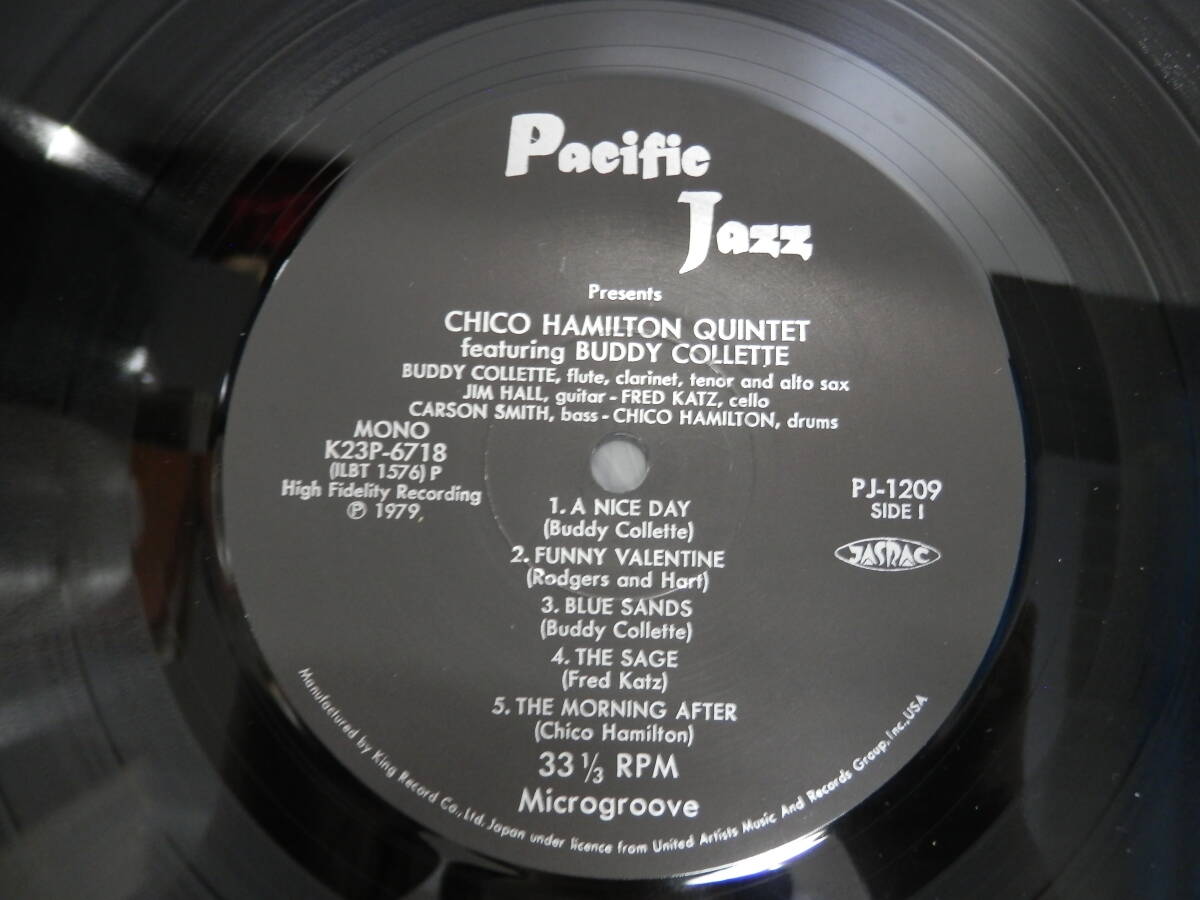 Pacific
Jazz
Presents
CHICO HAMILTON QUINTET
featuring BUDDY COLLETTE
BUDDY COLLETTE, flute, clarinet, tenor and alto sax
JIM HALL, guitar - FRED KATZ, cello
CARSON SMITH, bass - CHICO HAMILTON, drums
MONO
K23P-6718
(ILBT 1576) P
High Fidelity Recording
Ⓟ 1979.
PJ-1209
SIDE I
JASRAC
1. A NICE DAY
(Buddy Collette)
2. FUNNY VALENTINE
(Rodgers and Hart)
3. BLUE SANDS
(Buddy Collette)
4. THE SAGE
(Fred Katz)
5. THE MORNING AFTER
(Chico Hamilton)
33 1/3 RPM
Microgroove
Manufactured by King Record Co., Ltd. Japan under licence from United Artists Music And Records Group, Inc., USA